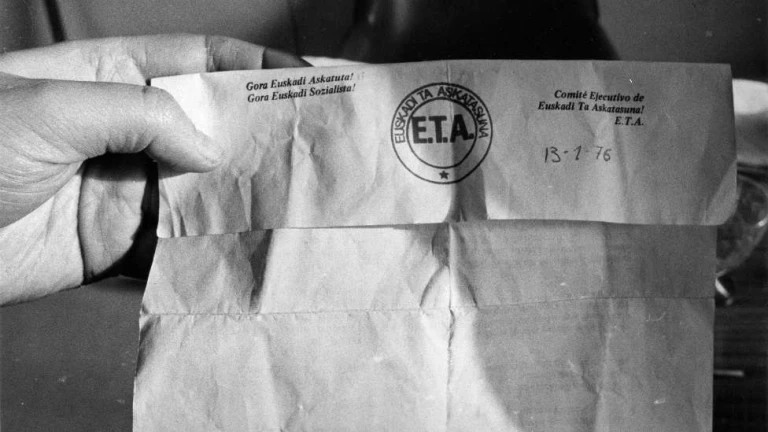 Gora Euskadi Askatuta!
Gora Euskadi Sozialista!
EUSKADI TA ASKATASUNA
E.T.A.
Comité Ejecutivo de
Euskadi Ta Askatasuna!
E.T.A.
13-1-76